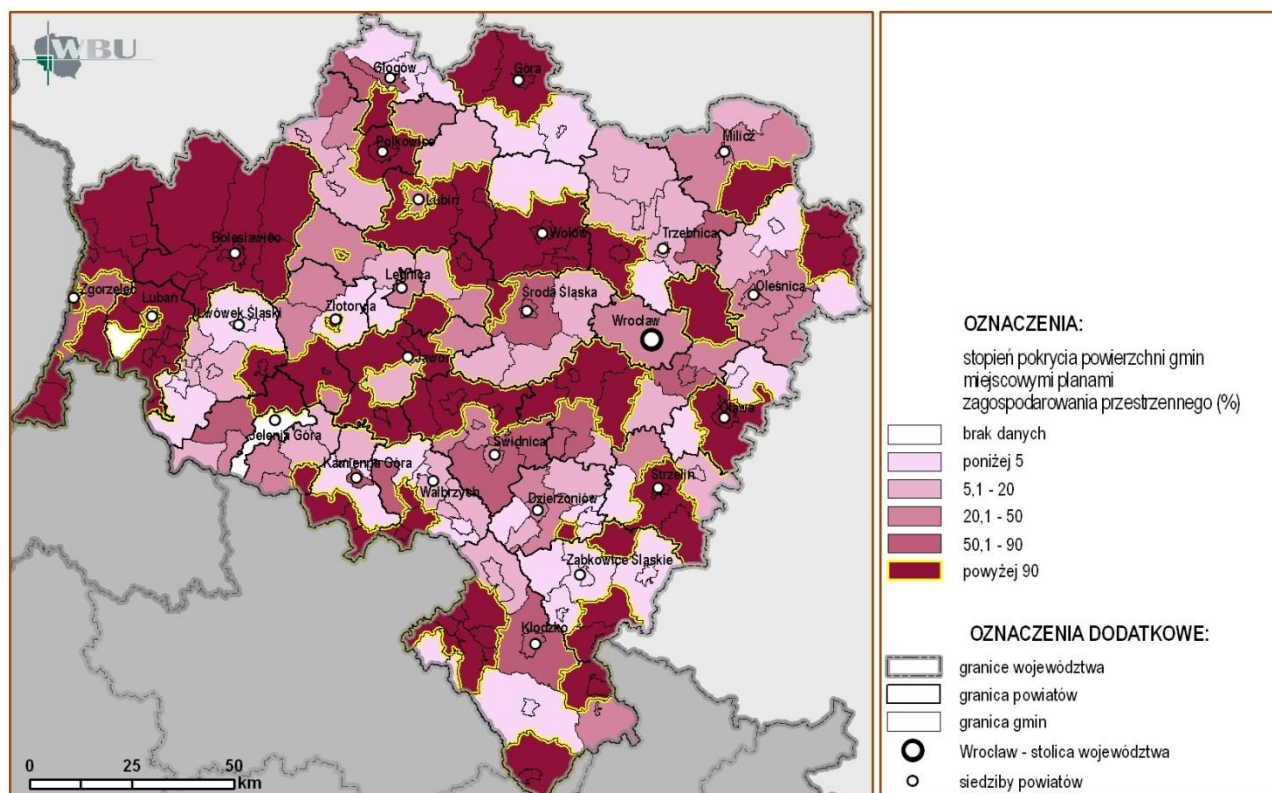 WBU
Głogów
Góra
Polkowice
Milicz
Lubin
Bolesławiec
Wołów
Trzebnica
Zgorzelec
Lubań
Legnica
Środa Śląska
Oleśnica
Lwówek Śląski
Złotoryja
Wrocław
Jawor
Oława
Jelenia Góra
Świdnica
Kamienna Góra
Wałbrzych
Strzelin
Dzierżoniów
Ząbkowice Śląskie
Kłodzko
0 25 50
km
OZNACZENIA:
stopień pokrycia powierzchni gmin
miejscowymi planami
zagospodarowania przestrzennego (%)
brak danych
poniżej 5
5,1 - 20
20,1 - 50
50,1 - 90
powyżej 90
OZNACZENIA DODATKOWE:
granice województwa
granica powiatów
granica gmin
Wrocław - stolica województwa
siedziby powiatów